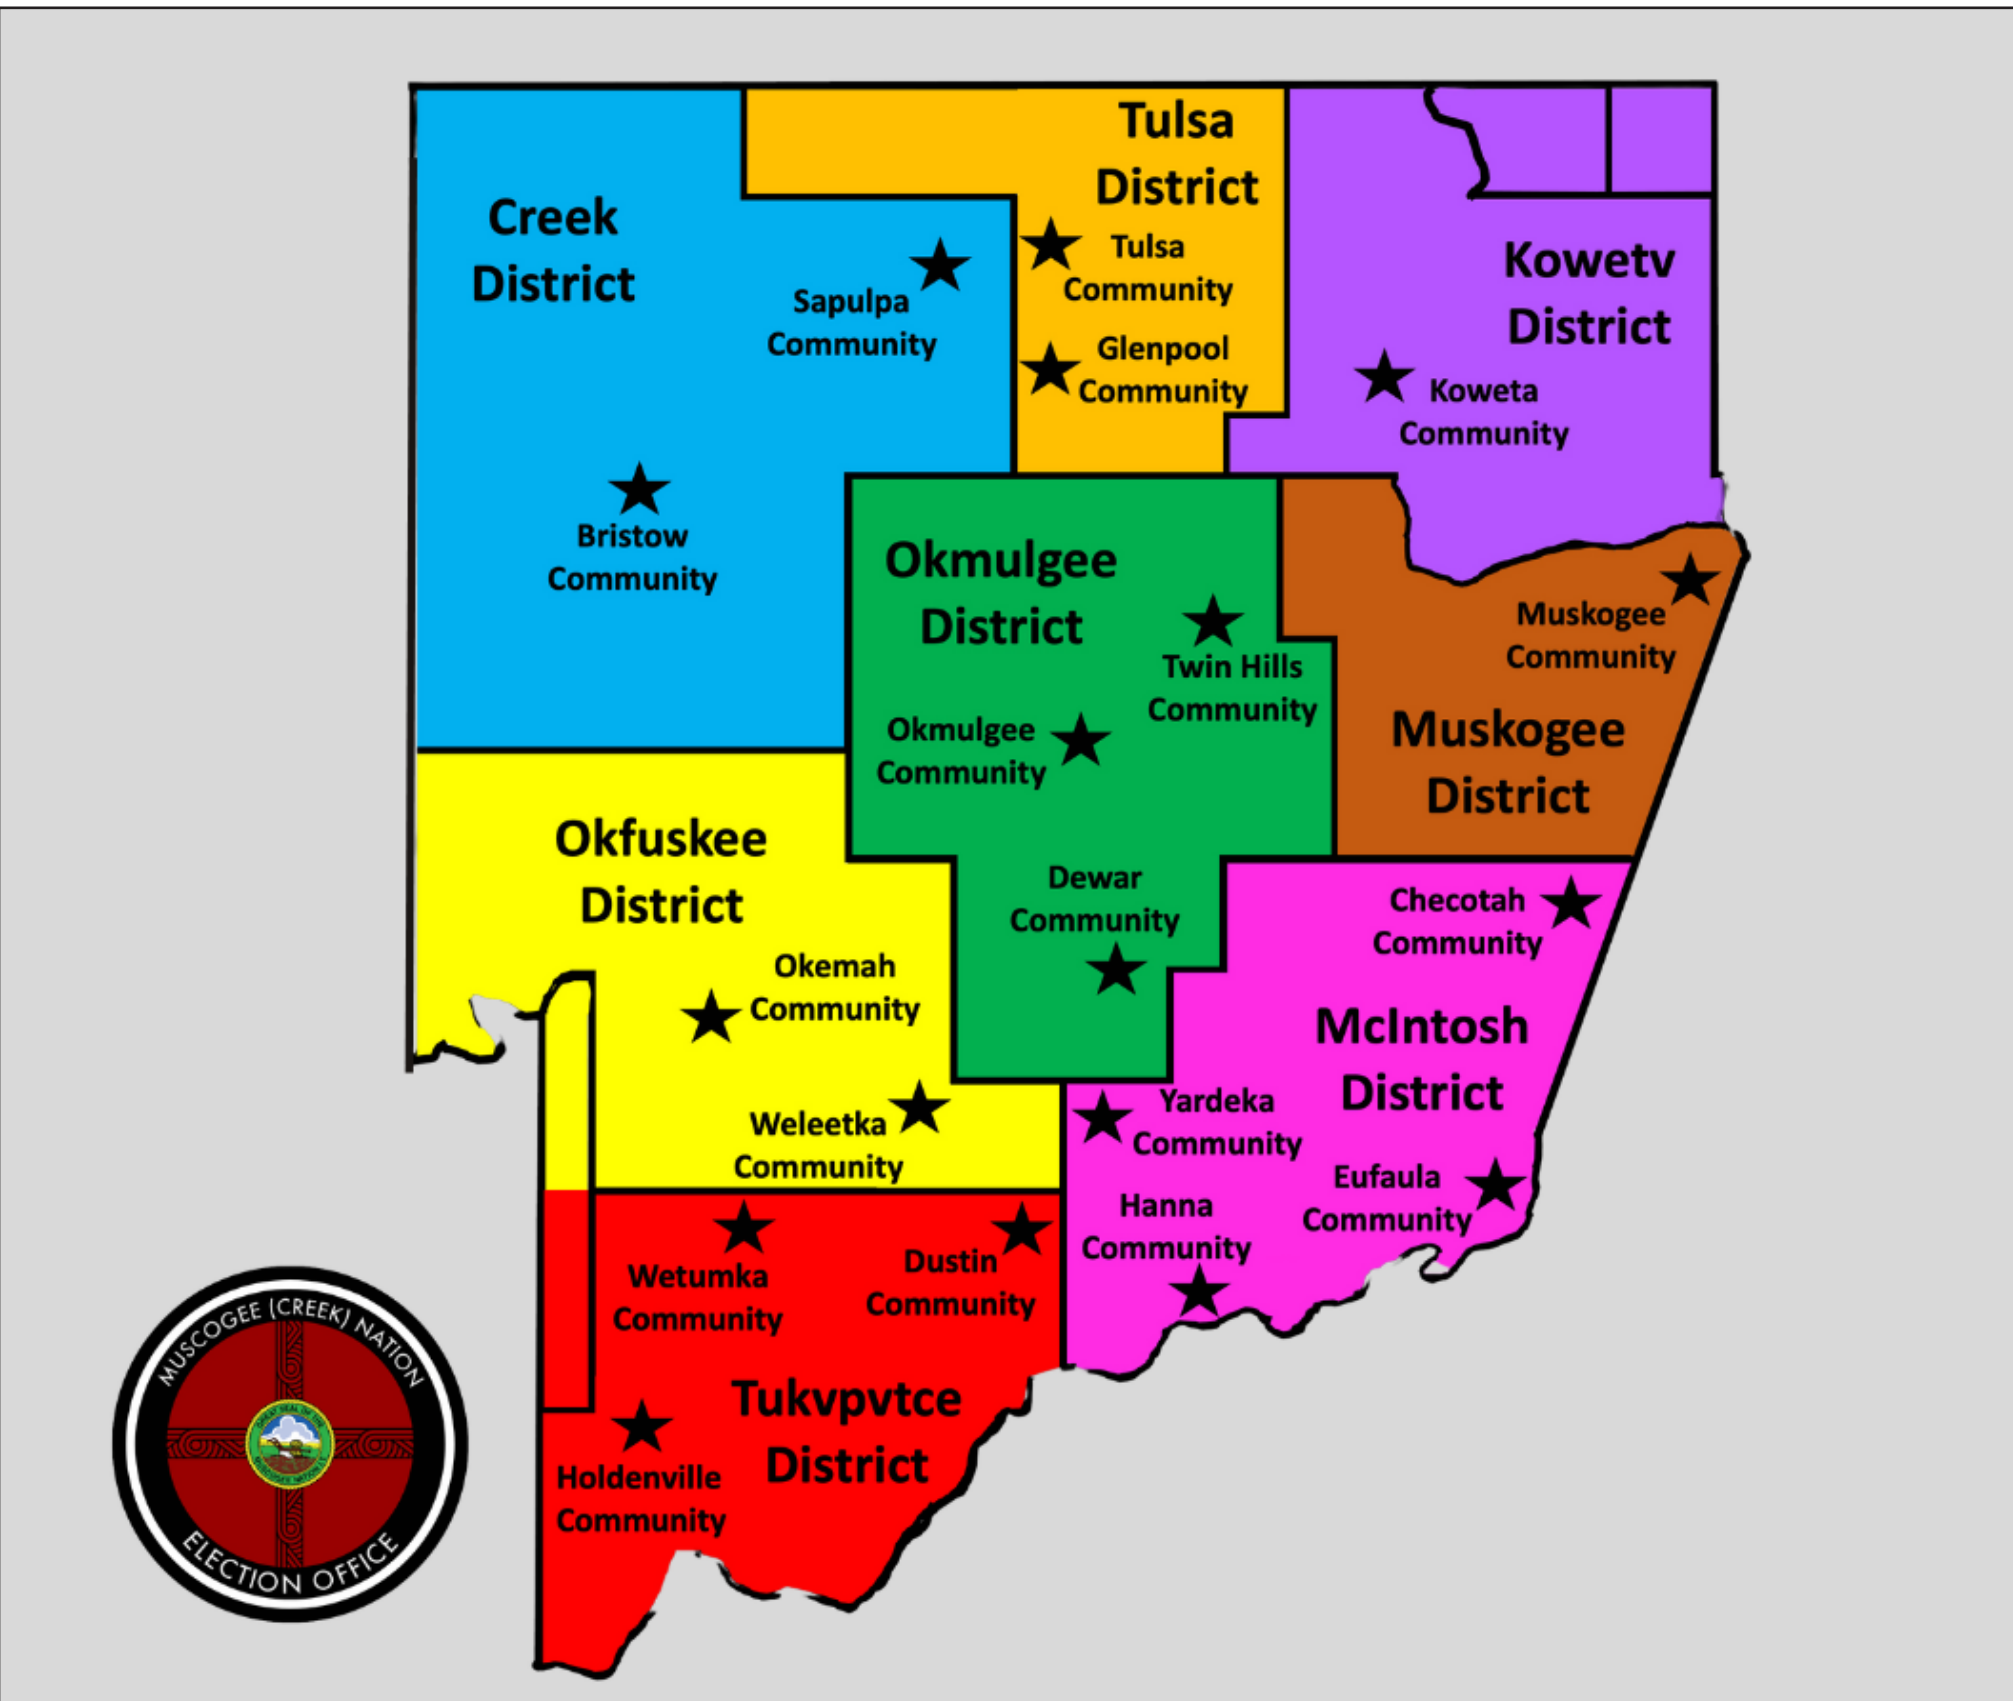 Tulsa
District
Creek
District
Tulsa
Community
Kowetv
District
Sapulpa
Community
Glenpool
Community
Koweta
Community
Bristow
Community
Okmulgee
District
Muskogee
Community
Twin Hills
Community
Okmulgee
Community
Muskogee
District
Okfuskee
District
Dewar
Community
Checotah
Community
Okemah
Community
McIntosh
District
Weleetka
Community
Yardeka
Community
Eufaula
Community
Hanna
Community
Wetumka
Community
Dustin
Community
Tukvpvtce
District
Holdenville
Community
MUSCOGEE (CREEK) NATION
ELECTION OFFICE